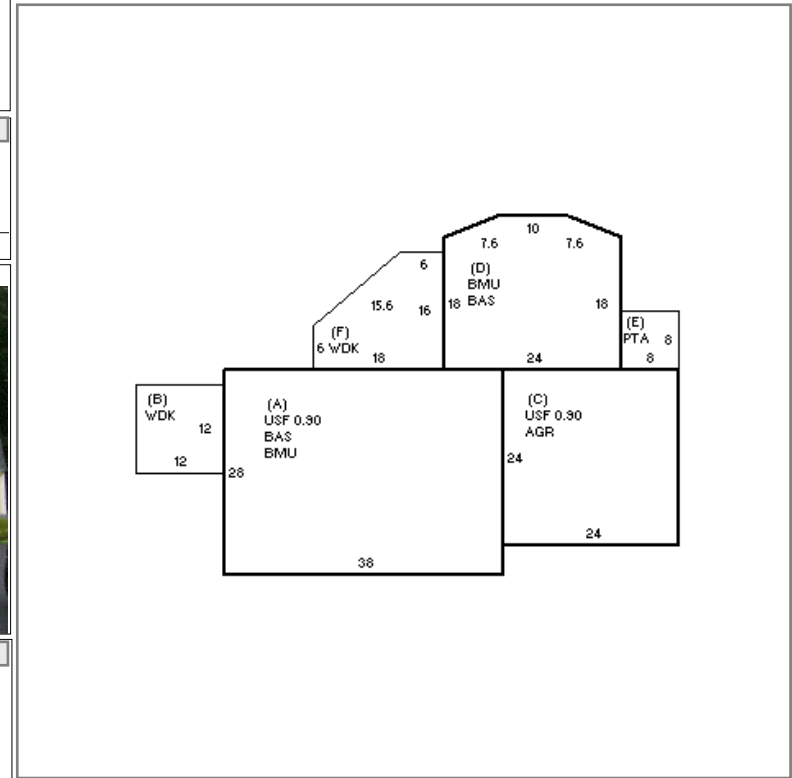 10
7.6 7.6
6
(D)
BMU
BAS
18
18
15.6
16
(F)
6 WDK
18
24
(E)
PTA
8
8
(B)
WDK
12
12
(A)
USF 0.90
BAS
BMU
28
38
(C)
USF 0.90
AGR
24
24